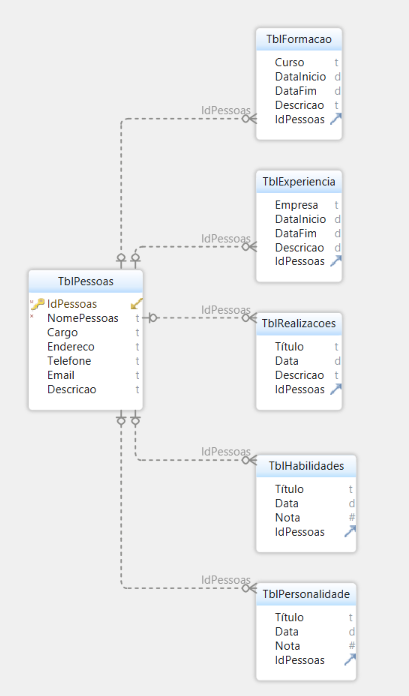 TblFormacao
Curso t
DataInicio d
DataFim d
Descricao t
IdPessoas
IdPessoas
TblExperiencia
Empresa t
DataInicio d
DataFim d
Descricao d
IdPessoas
IdPessoas
TblPessoas
IdPessoas
* NomePessoas t
Cargo t
Endereco t
Telefone t
Email t
Descricao t
IdPessoas
TblRealizacoes
Título t
Data d
Descricao t
IdPessoas
IdPessoas
TblHabilidades
Título t
Data d
Nota #
IdPessoas
IdPessoas
TblPersonalidade
Título t
Data d
Nota #
IdPessoas